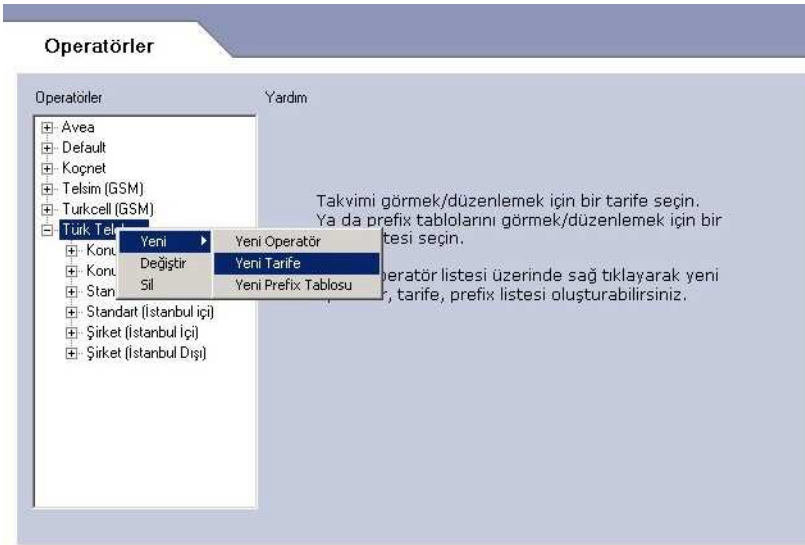 Operatörler
Operatörler
Yardım
Avea
Default
Koçnet
Telsim (GSM)
Turkcell (GSM)
Türk Tel
Konu
Konu
Stan
Standart (İstanbul içi)
Şirket (İstanbul İçi)
Şirket (İstanbul Dışı)
Yeni
Değiştir
Sil
Yeni Operatör
Yeni Tarife
Yeni Prefix Tablosu
Takvimi görmek/düzenlemek için bir tarife seçin.
Ya da prefix tablolarını görmek/düzenlemek için bir
tesi seçin.
peratör listesi üzerinde sağ tıklayarak yeni
r, tarife, prefix listesi oluşturabilirsiniz.